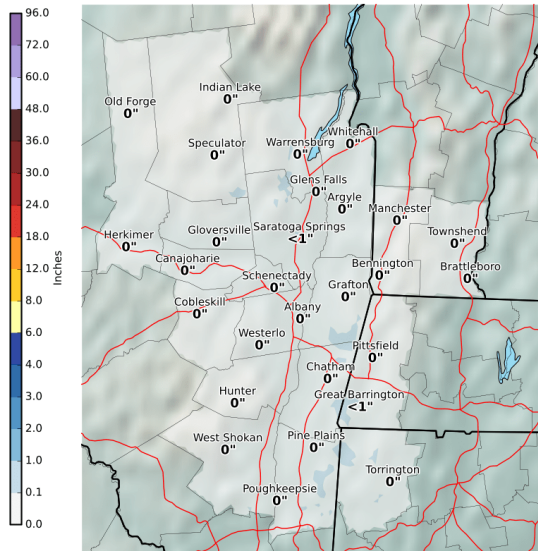 96.0
72.0
60.0
48.0
36.0
30.0
24.0
18.0
12.0
8.0
6.0
4.0
3.0
2.0
1.0
0.1
0.0
Inches
Old Forge
0"
Indian Lake
0"
Speculator
0"
Warrensburg
0"
Whitehall
0"
Glens Falls
0"
Argyle
0"
Manchester
0"
Townshend
0"
Herkimer
0"
Gloversville
0"
Saratoga Springs
<1"
Canajoharie
0"
Schenectady
0"
Bennington
0"
Brattleboro
0"
Grafton
0"
Cobleskill
0"
Albany
0"
Westerlo
0"
Pittsfield
0"
Chatham
0"
Great Barrington
<1"
Hunter
0"
West Shokan
0"
Pine Plains
0"
Torrington
0"
Poughkeepsie
0"